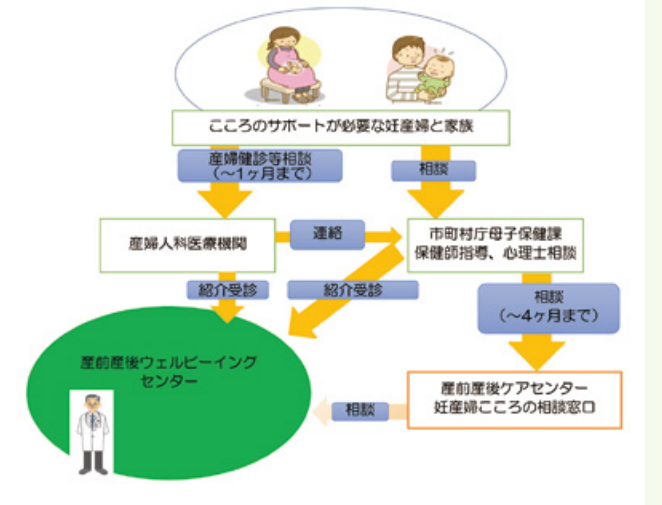 こころのサポートが必要な妊産婦と家族
産婦健診等相談
（～1ヶ月まで）
相談
産婦人科医療機関
連絡
市町村庁母子保健課
保健師指導、心理士相談
紹介受診
紹介受診
相談
（～4ヶ月まで）
産前産後ウェルビーイング
センター
産前産後ケアセンター
妊産婦こころの相談窓口
相談